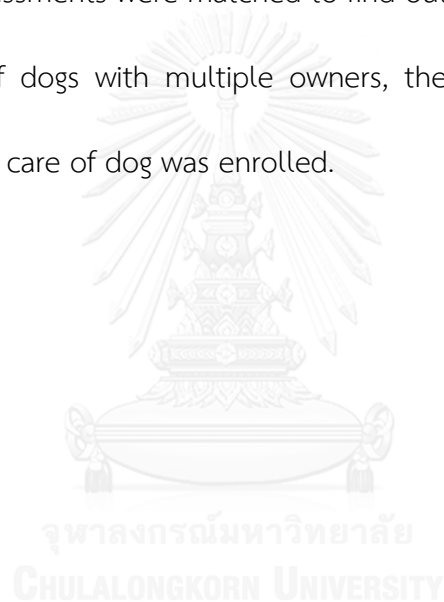 ssments were matched to find out
f dogs with multiple owners, the
care of dog was enrolled.
จุฬาลงกรณ์มหาวิทยาลัย
CHULALONGKORN UNIVERSITY